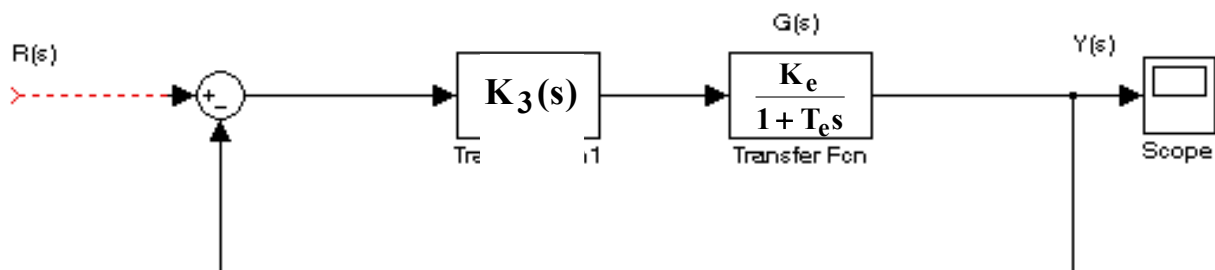 G(s)
R(s)
Y(s)
+
-
K₃(s)
Kₑ
1 + Tₑs
Transfer Fcn
Scope